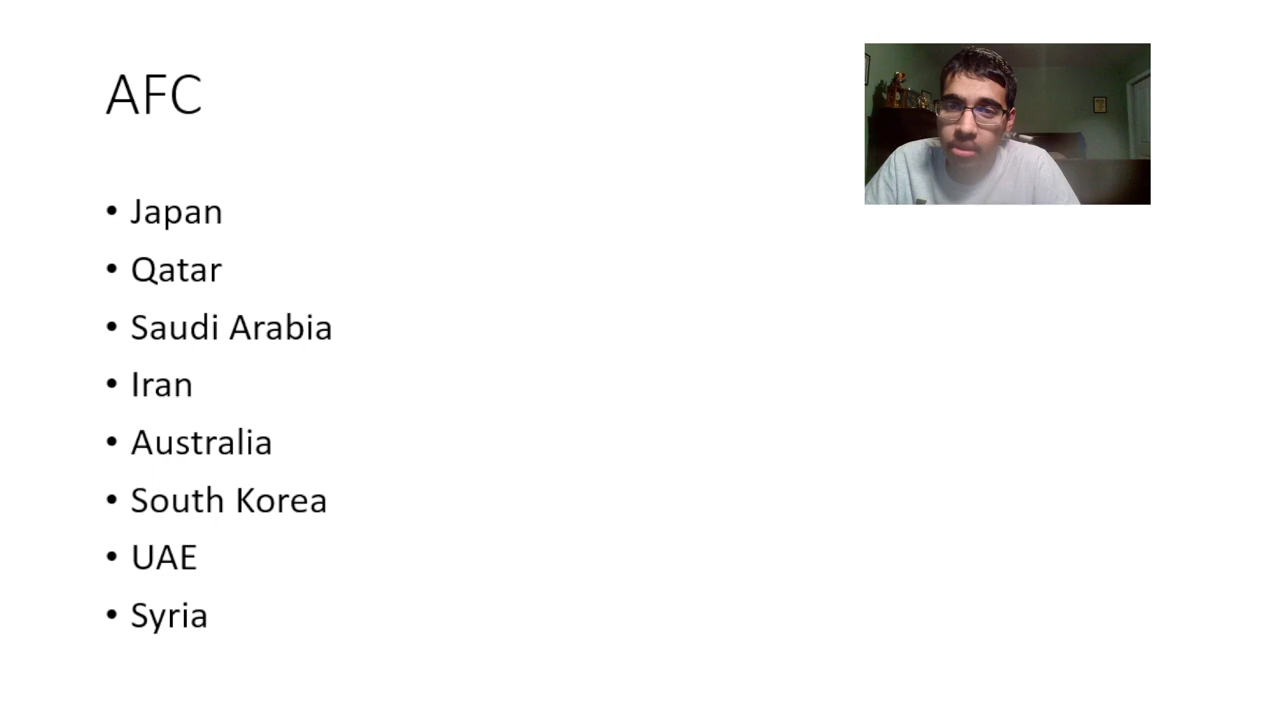 AFC
• Japan
• Qatar
• Saudi Arabia
• Iran
• Australia
• South Korea
• UAE
• Syria